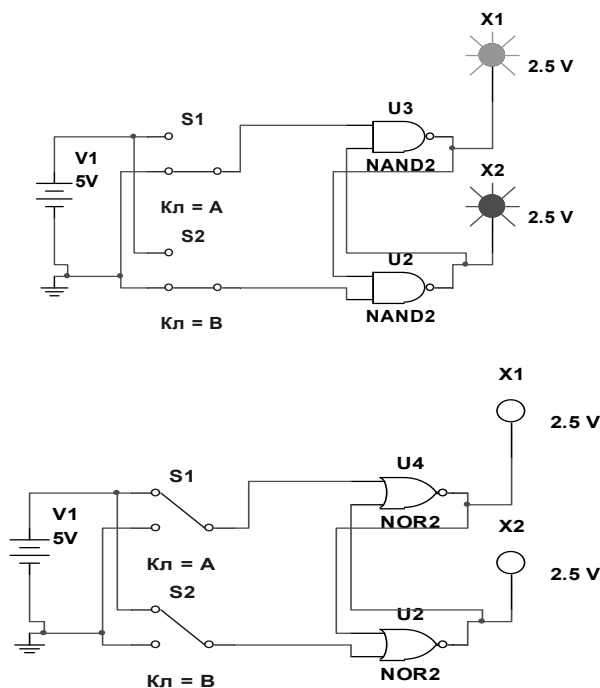 X1
2.5 V
S1
U3
V1
5V
NAND2
X2
Кл = A
2.5 V
S2
U2
NAND2
Кл = B
X1
2.5 V
S1
U4
V1
5V
NOR2
X2
Кл = A
2.5 V
S2
U2
NOR2
Кл = B